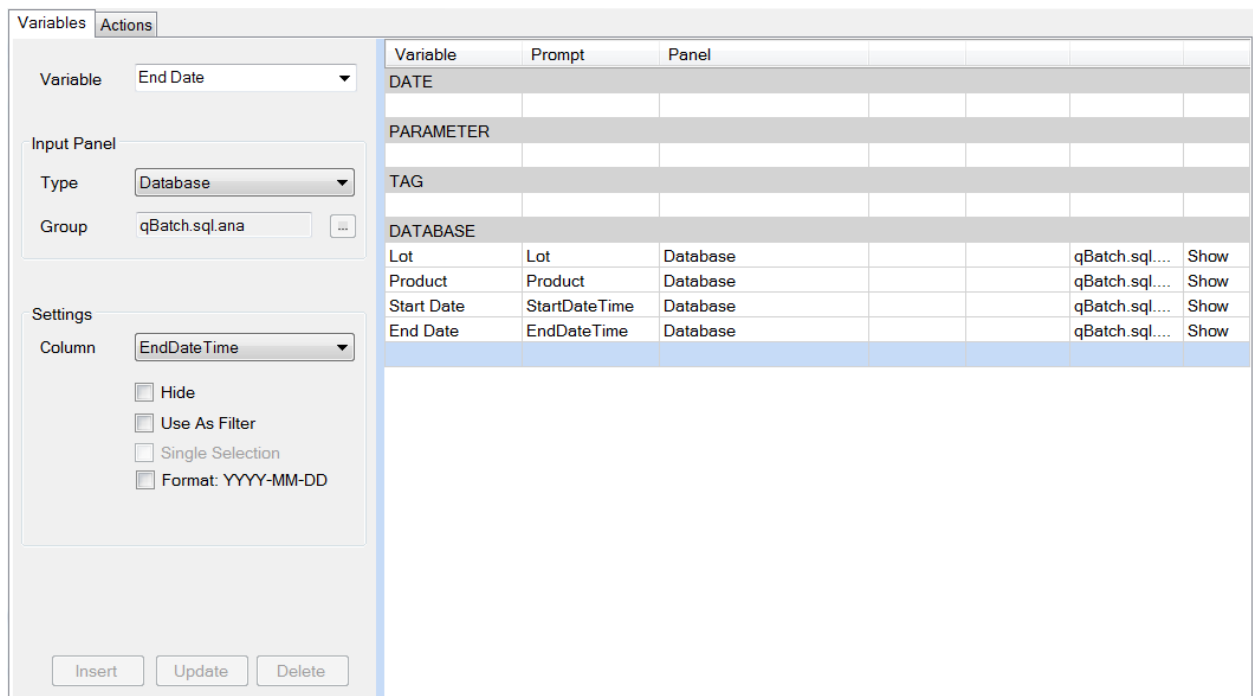 Variables Actions
Variable End Date
Input Panel
Type Database
Group qBatch.sql.ana ...
Settings
Column EndDateTime
Hide
Use As Filter
Single Selection
Format: YYYY-MM-DD
Insert Update Delete
Variable Prompt Panel
DATE
PARAMETER
TAG
DATABASE
Lot Lot Database qBatch.sql.... Show
Product Product Database qBatch.sql.... Show
Start Date StartDateTime Database qBatch.sql.... Show
End Date EndDateTime Database qBatch.sql.... Show